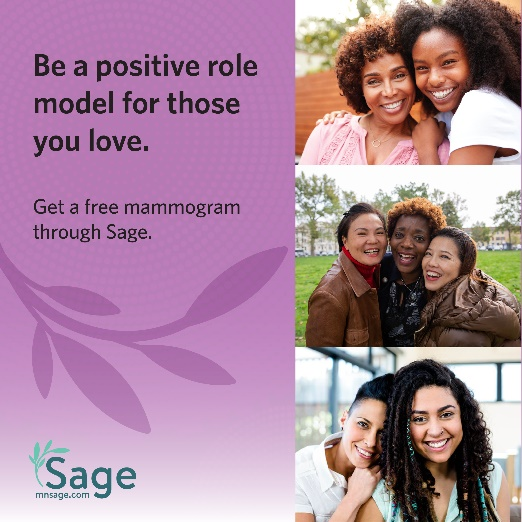 Be a positive role
model for those
you love.
Get a free mammogram
through Sage.
Sage
mnsage.com